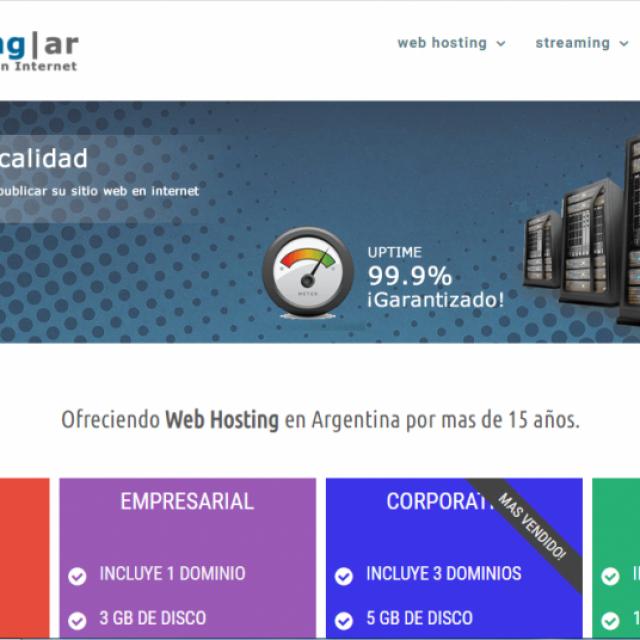 ng|ar
n Internet
web hosting
streaming
calidad
publicar su sitio web en internet
UPTIME
99.9%
¡Garantizado!
METER
Ofreciendo Web Hosting en Argentina por mas de 15 años.
EMPRESARIAL
INCLUYE 1 DOMINIO
3 GB DE DISCO
CORPORATI
MAS VENDIDO!
INCLUYE 3 DOMINIOS
5 GB DE DISCO